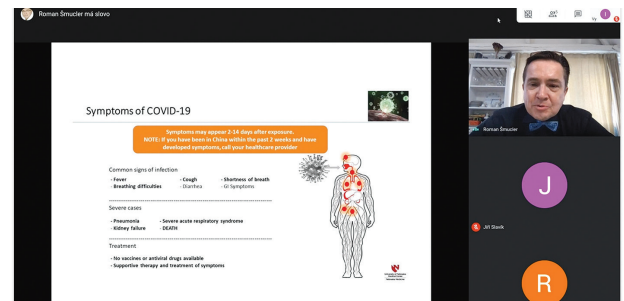 Roman Šmucler má slovo
Vy
Symptoms of COVID-19
Symptoms may appear 2-14 days after exposure.
NOTE: If you have been in China within the past 2 weeks and have
developed symptoms, call your healthcare provider
Common signs of infection
- Fever - Cough - Shortness of breath
- Breathing difficulties - Diarrhea - GI Symptoms
Severe cases
- Pneumonia - Severe acute respiratory syndrome
- Kidney failure - DEATH
Treatment
- No vaccines or antiviral drugs available
- Supportive therapy and treatment of symptoms
N
Roman Šmucler
J
Jiří Slavík
R
J